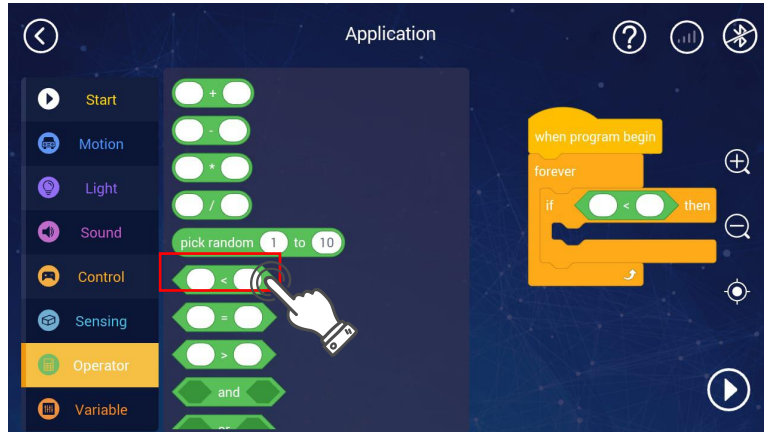 Application
Start
Motion
Light
Sound
Control
Sensing
Operator
Variable
+
-
*
/
pick random 1 to 10
<
=
>
and
or
when program begin
forever
if < then